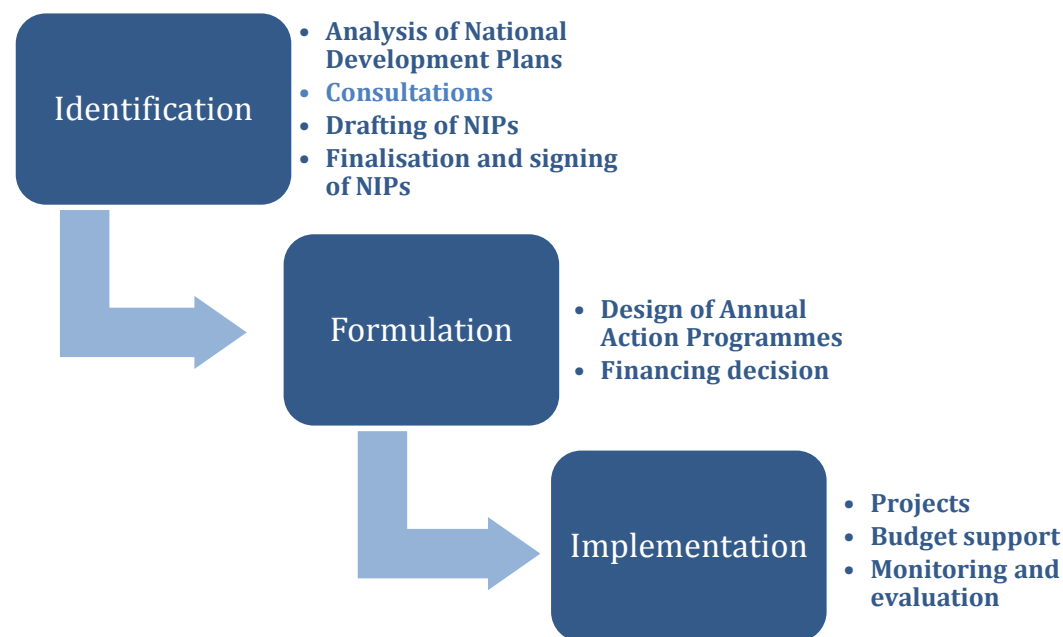 Identification
• Analysis of National
Development Plans
• Consultations
• Drafting of NIPs
• Finalisation and signing
of NIPs
Formulation
• Design of Annual
Action Programmes
• Financing decision
Implementation
• Projects
• Budget support
• Monitoring and
evaluation